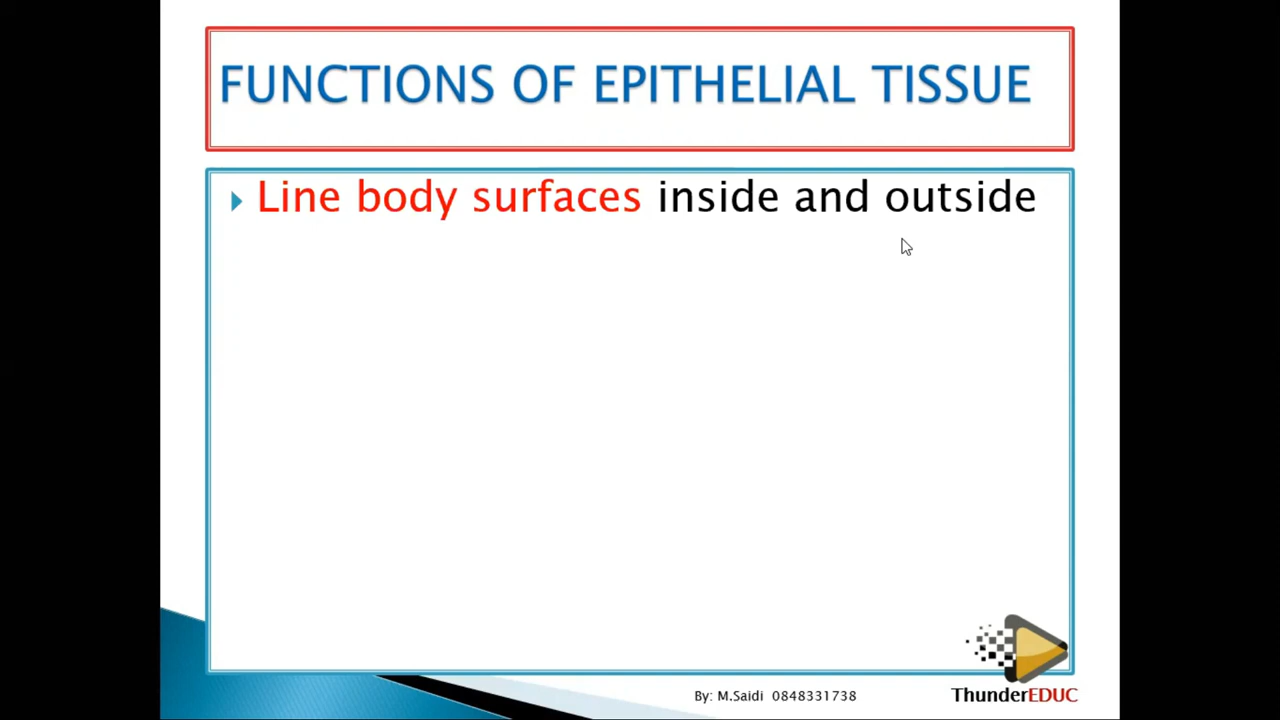 FUNCTIONS OF EPITHELIAL TISSUE
Line body surfaces inside and outside
By: M.Saidi 0848331738
ThunderEDUC